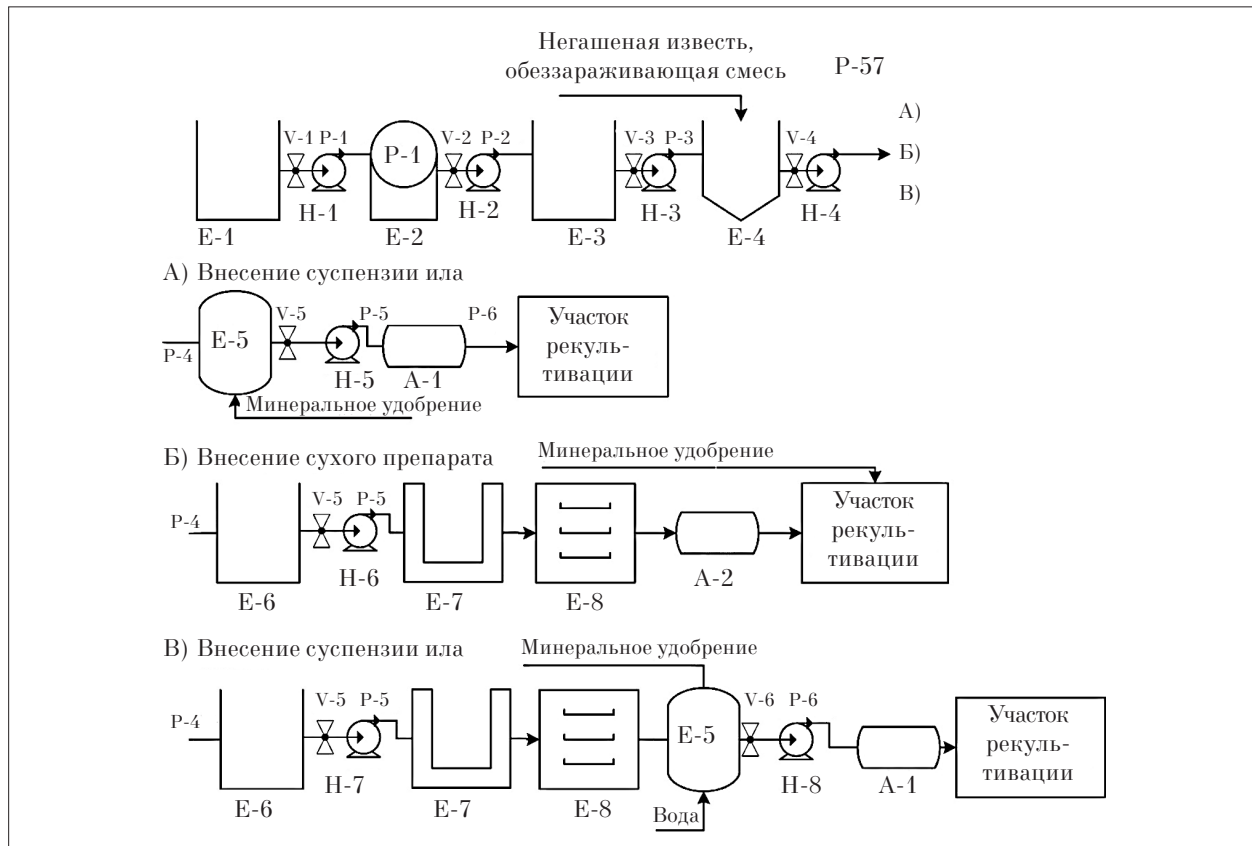 Негашеная известь,
обеззараживающая смесь
P-57
V-1 P-1
P-1
V-2 P-2
V-3 P-3
V-4
А)
Б)
В)
Н-1
Н-2
Н-3
Н-4
Е-1
Е-2
Е-3
Е-4
А) Внесение суспензии ила
P-4
Е-5
V-5
P-5
P-6
Н-5
А-1
Участок
рекуль-
тивации
Минеральное удобрение
Б) Внесение сухого препарата
Минеральное удобрение
P-4
V-5 P-5
Н-6
Е-6
Е-7
Е-8
А-2
Участок
рекуль-
тивации
В) Внесение суспензии ила
Минеральное удобрение
P-4
V-5 P-5
Н-7
Е-6
Е-7
Е-8
Е-5
Вода
V-6 P-6
Н-8
А-1
Участок
рекуль-
тивации